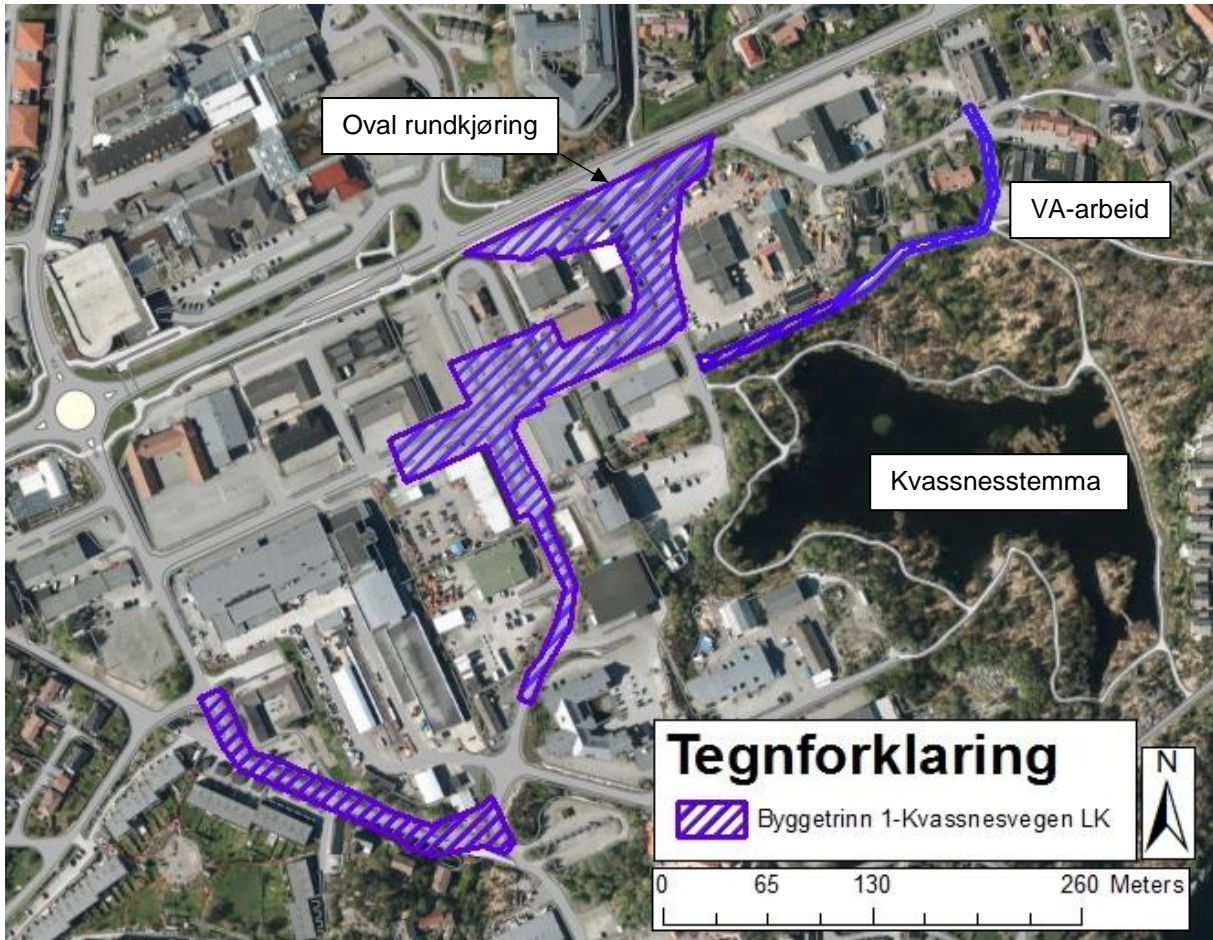 Oval rundkjøring
VA-arbeid
Kvassnesstemma
Tegnforklaring
Byggetrinn 1-Kvassnesvegen LK
N
0 65 130 260 Meters